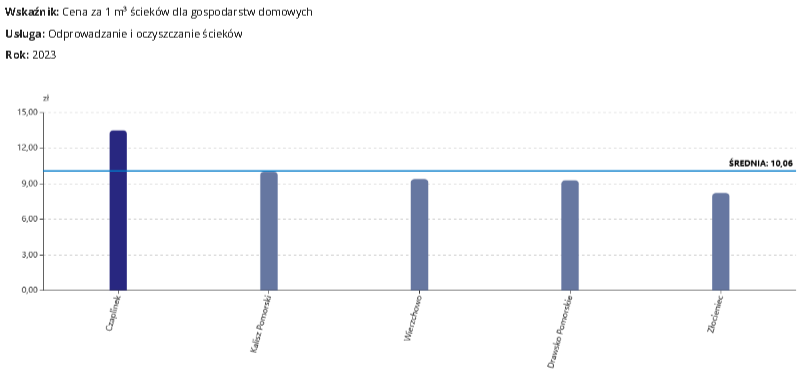 Wskaźnik: Cena za 1 m³ ścieków dla gospodarstw domowych
Usługa: Odprowadzanie i oczyszczanie ścieków
Rok: 2023
zł
15,00
12,00
ŚREDNIA: 10,06
9,00
6,00
3,00
0,00
Czaplinek
Kalisz Pomorski
Wierzchowo
Drawsko Pomorskie
Złocieniec